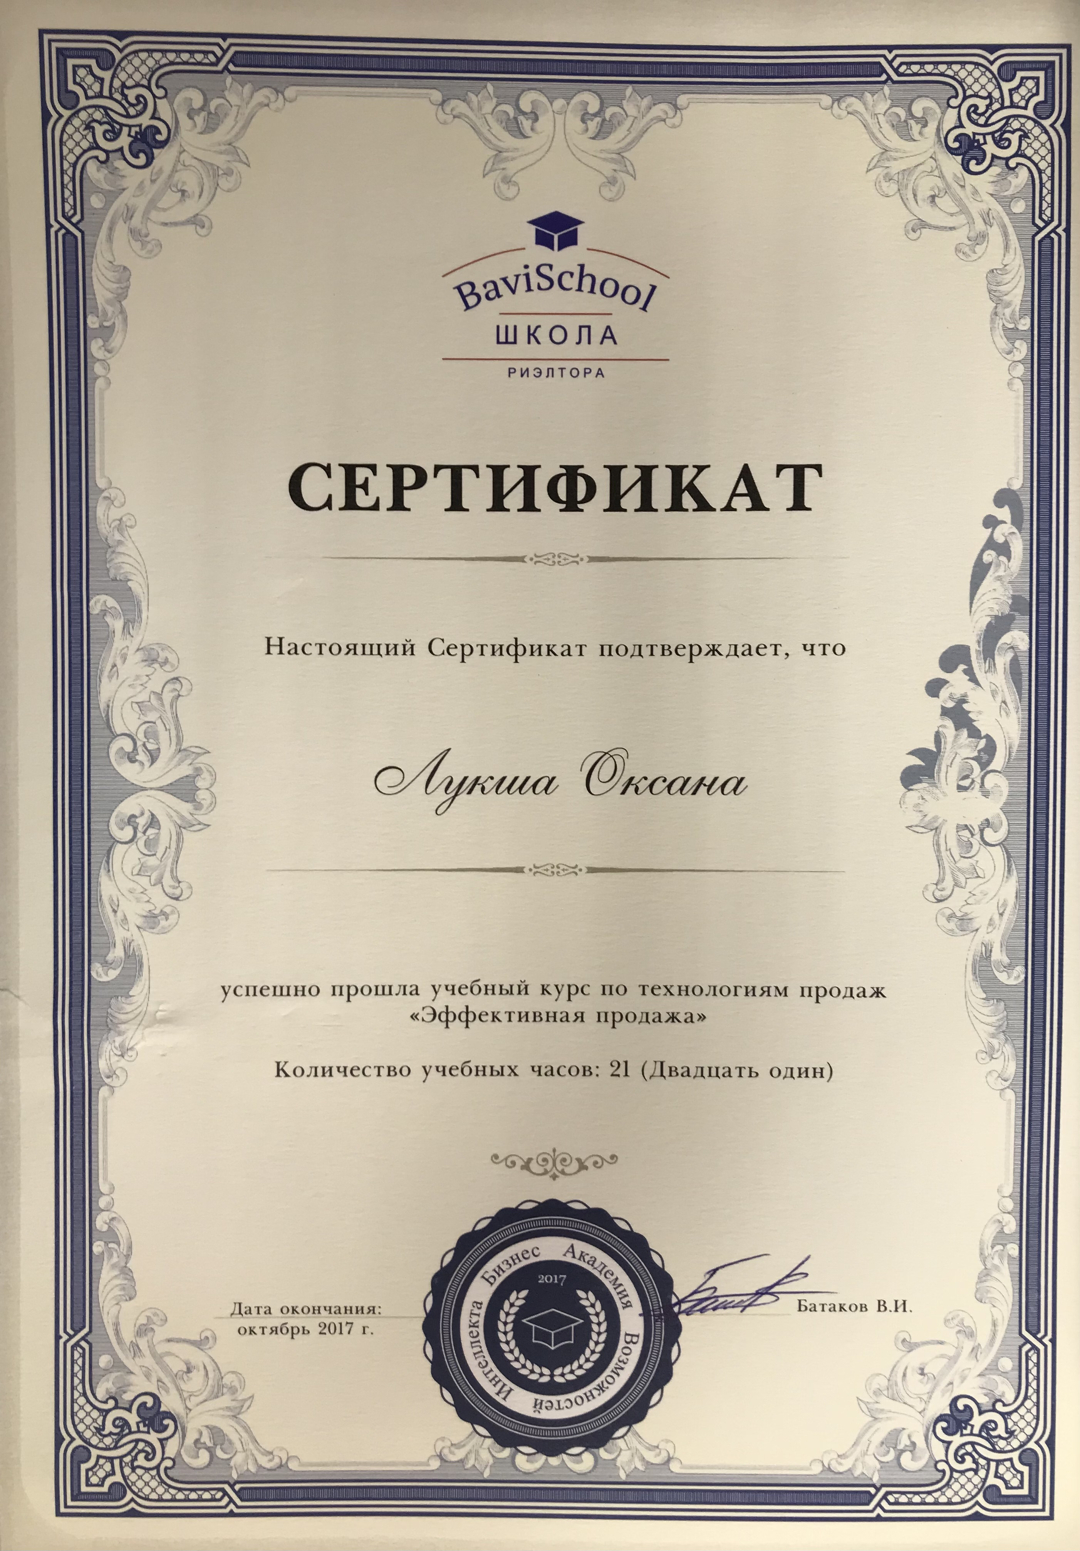 BaviSchool
ШКОЛА
РИЭЛТОРА
СЕРТИФИКАТ
Настоящий Сертификат подтверждает, что
Лукша Оксана
успешно прошла учебный курс по технологиям продаж
«Эффективная продажа»
Количество учебных часов: 21 (Двадцать один)
Бизнес Академия Возможностей Интеллекта
2017
Дата окончания:
октябрь 2017 г.
Батаков В.И.